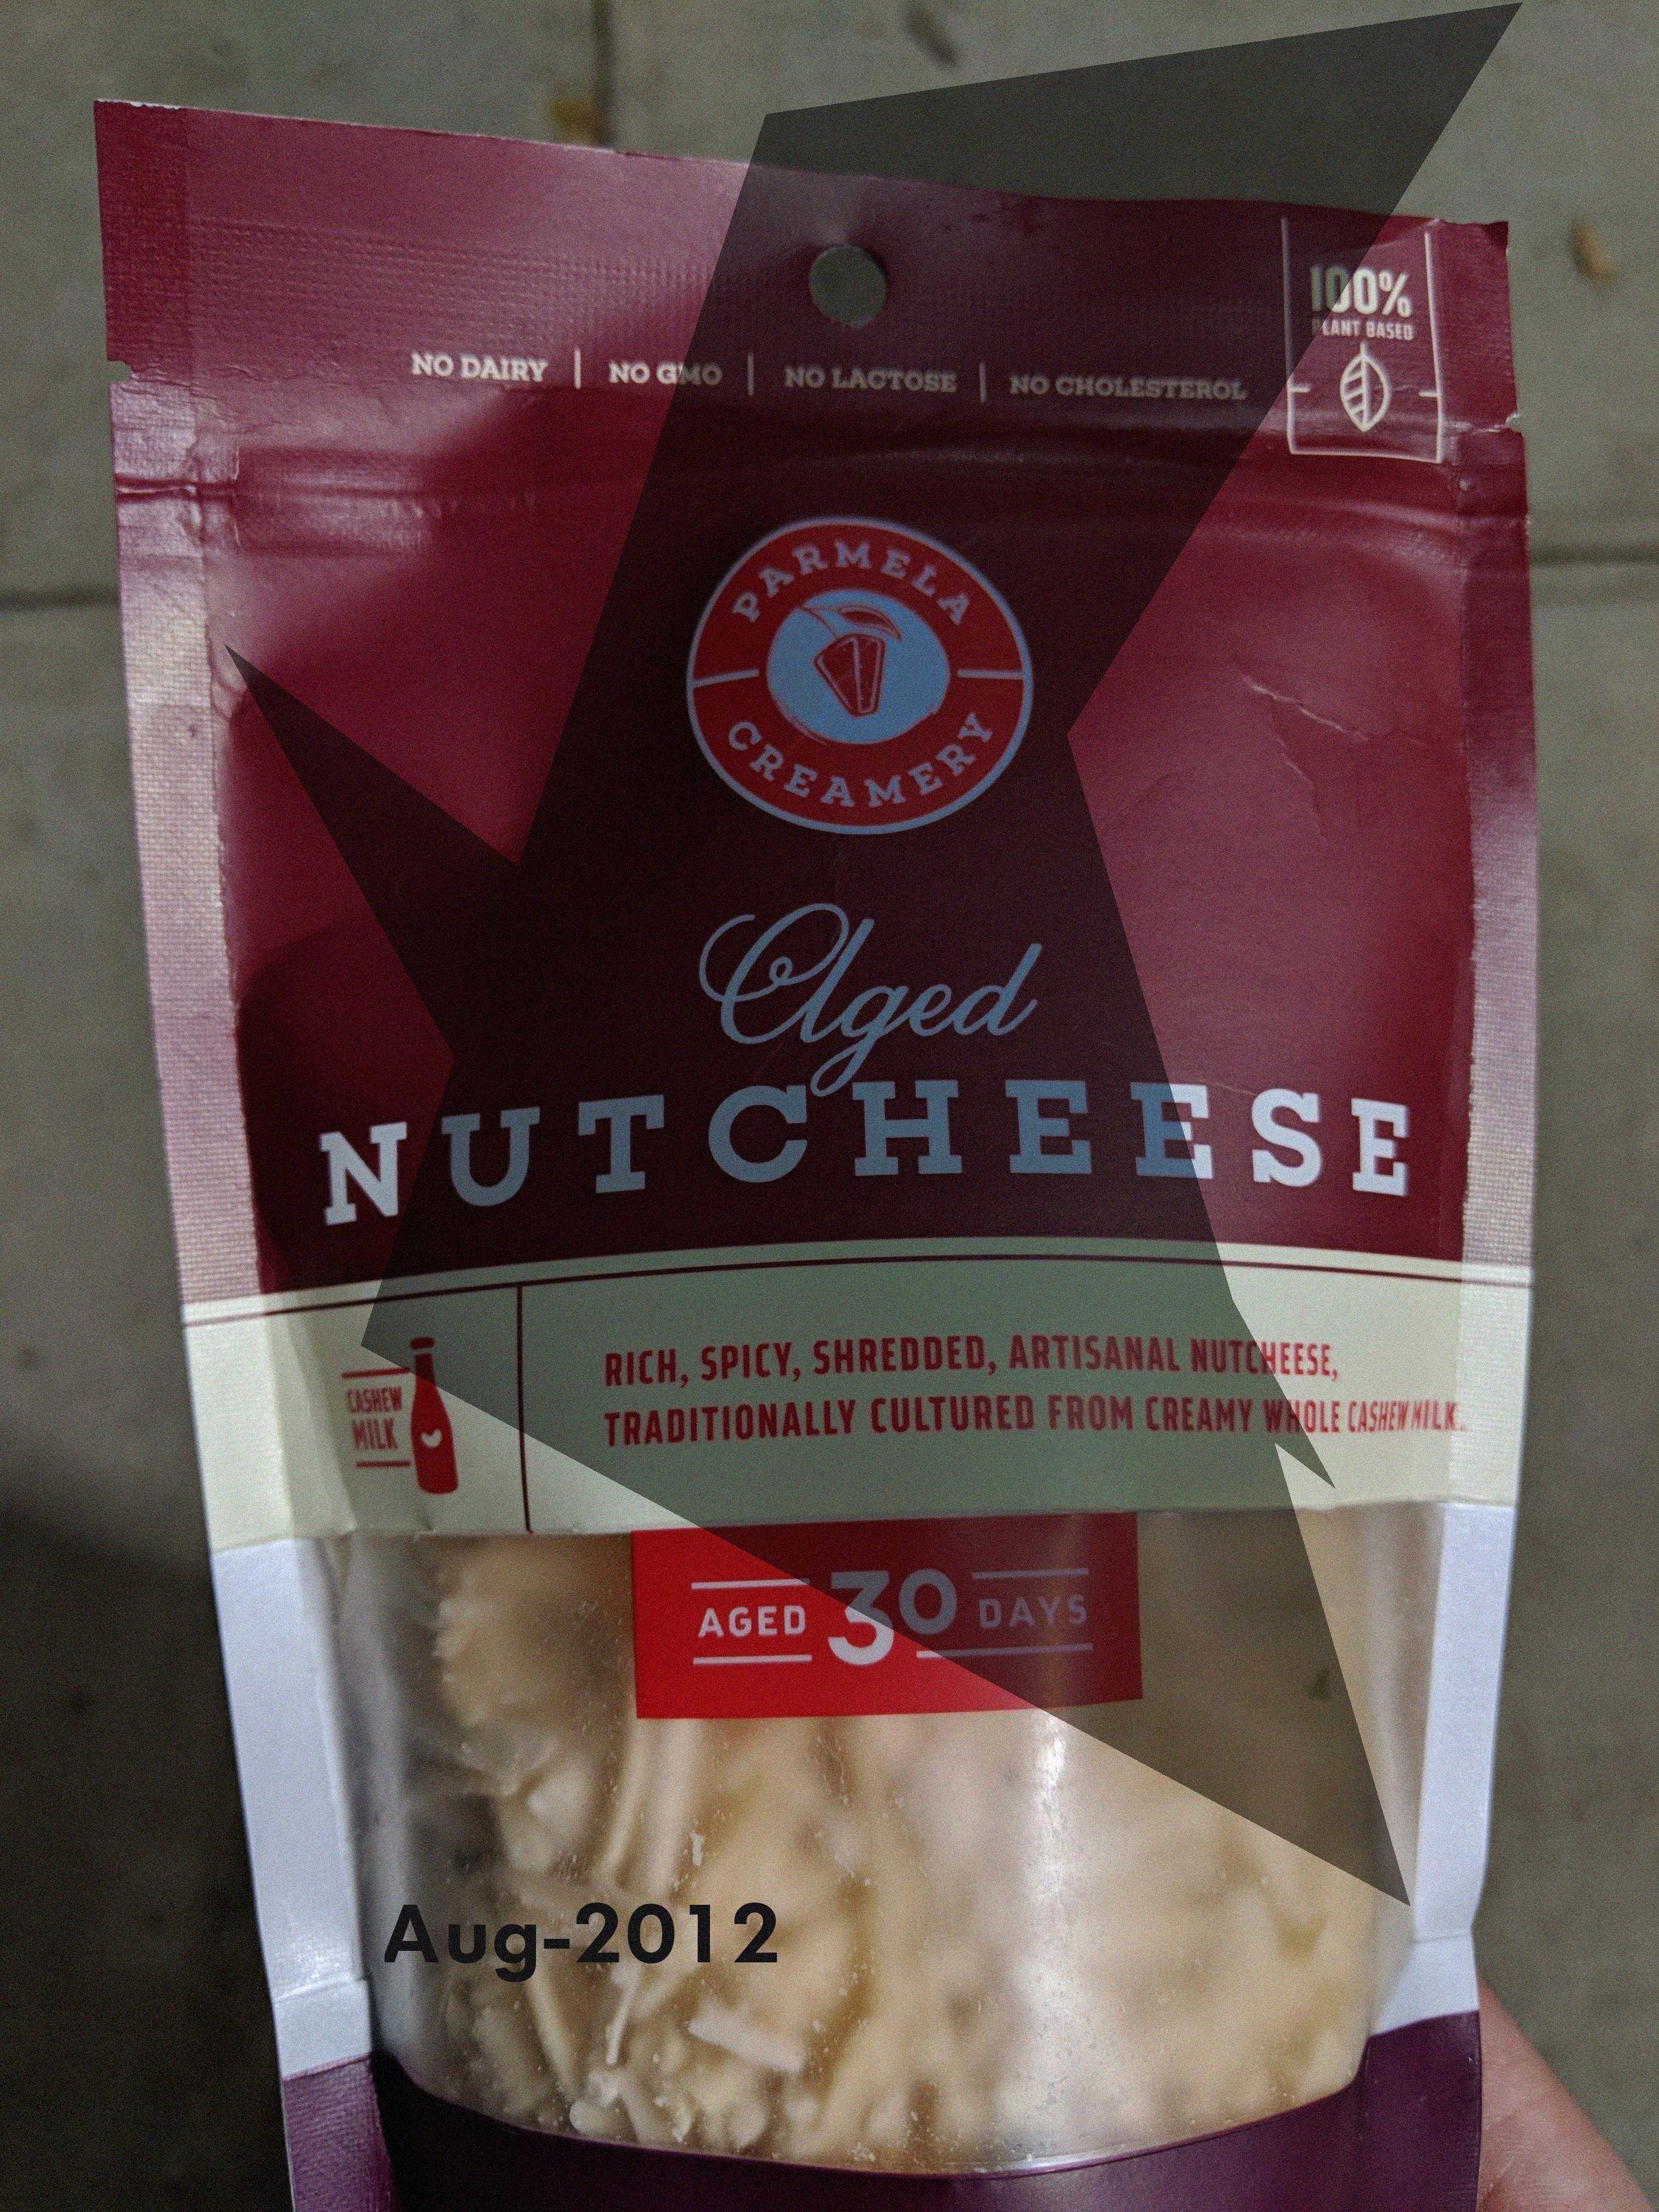 100%
PLANT BASED
NO DAIRY | NO GMO | NO LACTOSE | NO CHOLESTEROL
PARMELA
CREAMERY
Aged
NUTCHEESE
CASHEW
MILK
RICH, SPICY, SHREDDED, ARTISANAL NUTCHEESE,
TRADITIONALLY CULTURED FROM CREAMY WHOLE CASHEW MILK.
AGED 30 DAYS
Aug-2012